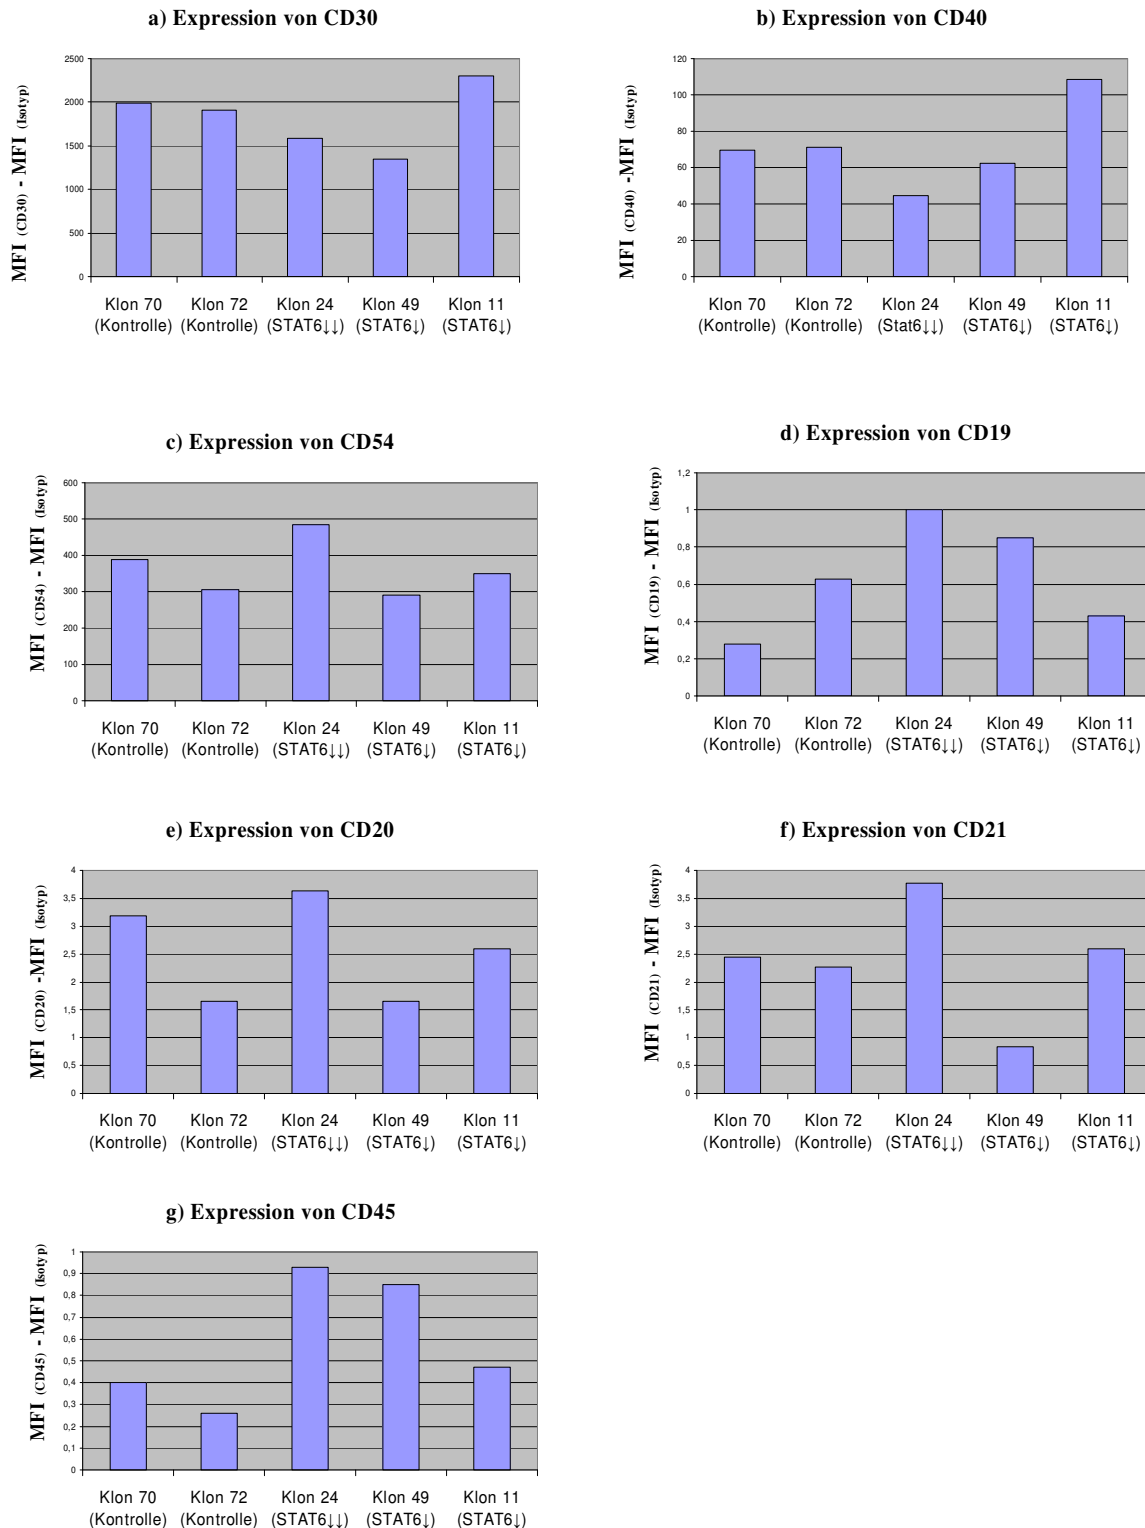 a) Expression von CD30
MFI (CD30) - MFI (Isotyp)
2500
2000
1500
1000
500
0
Klon 70 Klon 72 Klon 24 Klon 49 Klon 11
(Kontrolle) (Kontrolle) (STAT6↓↓) (STAT6↓) (STAT6↓)
b) Expression von CD40
MFI (CD40) -MFI (Isotyp)
120
100
80
60
40
20
0
Klon 70 Klon 72 Klon 24 Klon 49 Klon 11
(Kontrolle) (Kontrolle) (Stat6↓↓) (STAT6↓) (STAT6↓)
c) Expression von CD54
MFI (CD54) - MFI (Isotyp)
600
500
400
300
200
100
0
Klon 70 Klon 72 Klon 24 Klon 49 Klon 11
(Kontrolle) (Kontrolle) (STAT6↓↓) (STAT6↓) (STAT6↓)
d) Expression von CD19
MFI (CD19) - MFI (Isotyp)
1,2
1
0,8
0,6
0,4
0,2
0
Klon 70 Klon 72 Klon 24 Klon 49 Klon 11
(Kontrolle) (Kontrolle) (STAT6↓↓) (STAT6↓) (STAT6↓)
e) Expression von CD20
MFI (CD20) -MFI (Isotyp)
4
3,5
3
2,5
2
1,5
1
0,5
0
Klon 70 Klon 72 Klon 24 Klon 49 Klon 11
(Kontrolle) (Kontrolle) (STAT6↓↓) (STAT6↓) (STAT6↓)
f) Expression von CD21
MFI (CD21) - MFI (Isotyp)
4
3,5
3
2,5
2
1,5
1
0,5
0
Klon 70 Klon 72 Klon 24 Klon 49 Klon 11
(Kontrolle) (Kontrolle) (STAT6↓↓) (STAT6↓) (STAT6↓)
g) Expression von CD45
MFI (CD45) - MFI (Isotyp)
1
0,9
0,8
0,7
0,6
0,5
0,4
0,3
0,2
0,1
0
Klon 70 Klon 72 Klon 24 Klon 49 Klon 11
(Kontrolle) (Kontrolle) (STAT6↓↓) (STAT6↓) (STAT6↓)